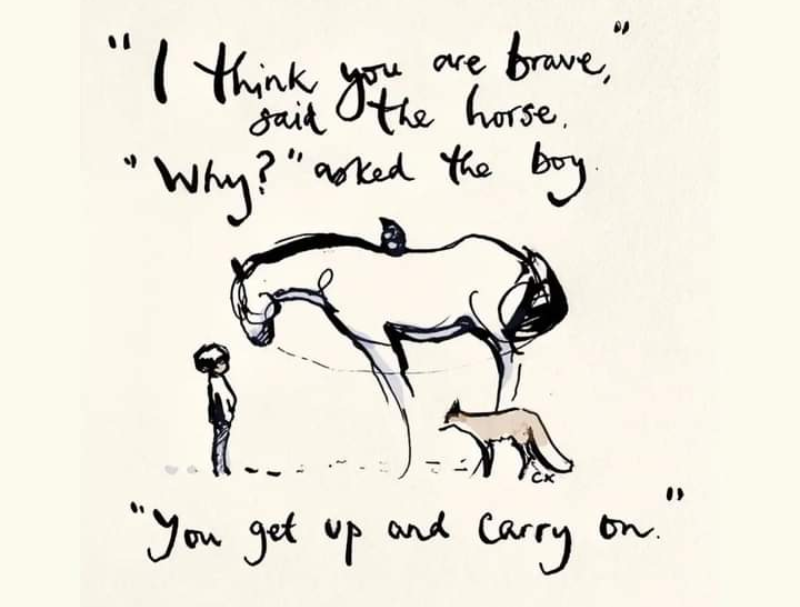 "I think you are brave,"
said the horse.
"Why?" asked the boy.
CX
"You get up and carry on."